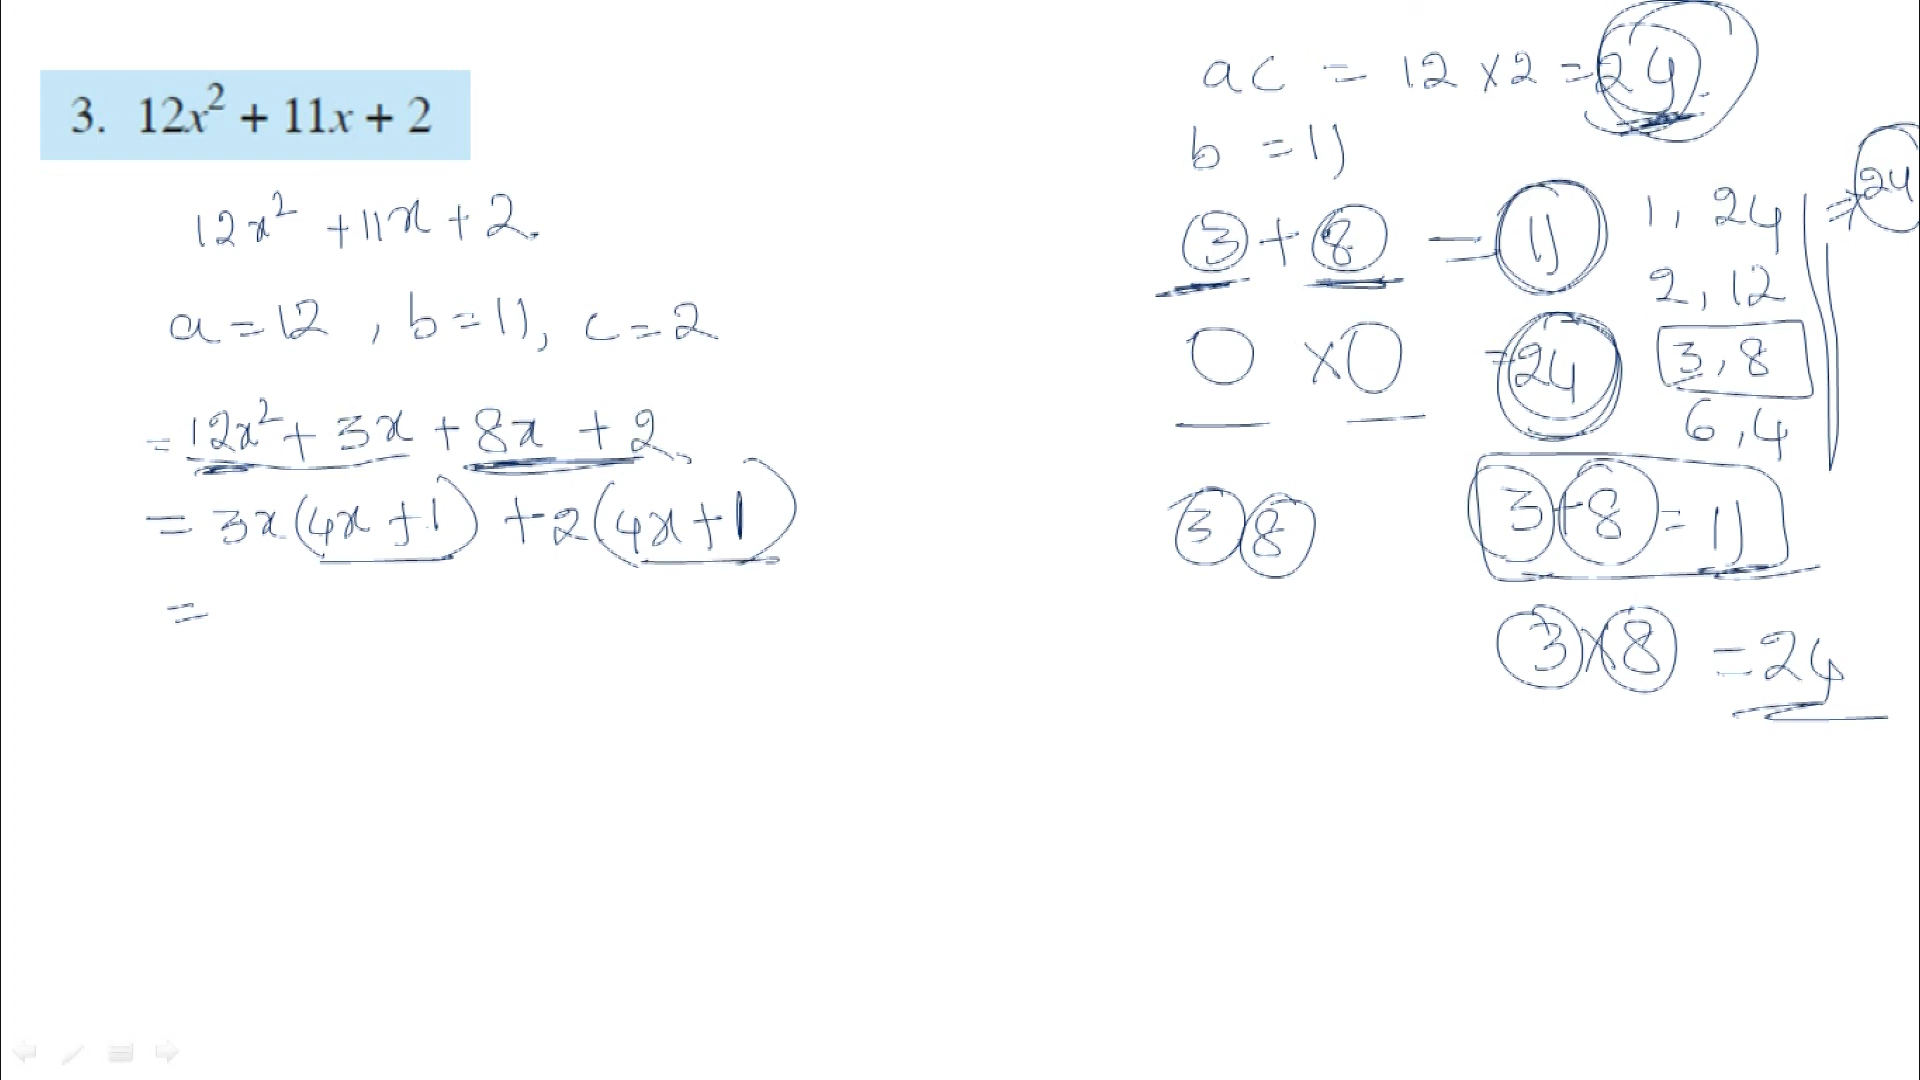 3. 12x² + 11x + 2
12x² + 11x + 2
a = 12 , b = 11, c = 2
= 12x² + 3x + 8x + 2
= 3x(4x + 1) + 2(4x + 1)
=
ac = 12 × 2 = 24
b = 11
3 + 8 = 11
× = 24
3 8
1, 24 = 24
2, 12
3, 8
6, 4
3 + 8 = 11
3 × 8 = 24